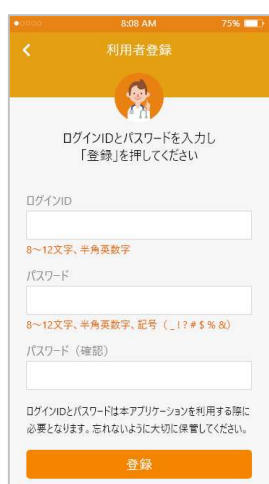 8:08 AM 75%
利用者登録
ログインIDとパスワードを入力し
「登録」を押してください
ログインID
8～12文字、半角英数字
パスワード
8～12文字、半角英数字、記号（ _ ! ? # $ % &）
パスワード（確認）
ログインIDとパスワードは本アプリケーションを利用する際に
必要となります。忘れないように大切に保管してください。
登録